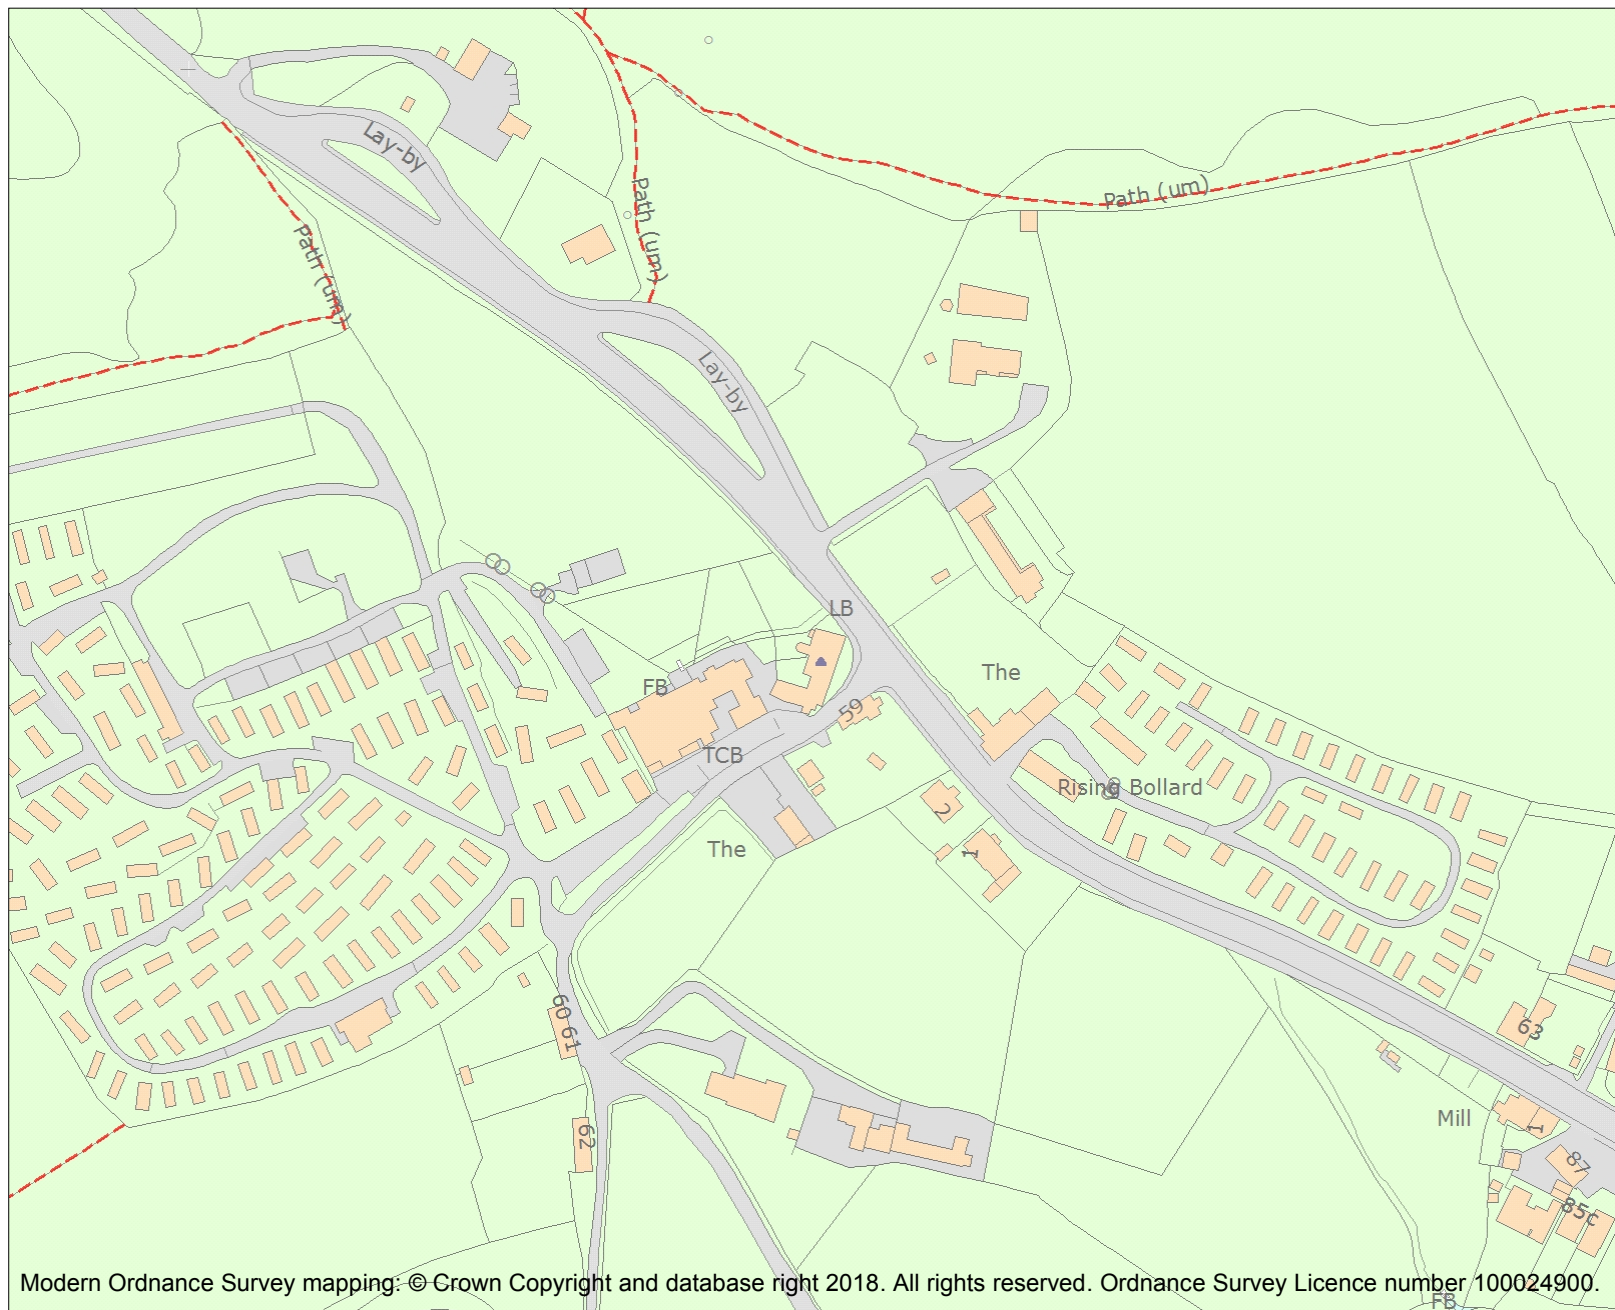 Lay-by
Path (um)
Path (um)
Path (um)
Lay-by
LB
The
FB
59
TCB
Rising Bollard
2
The
1
60 61
63
62
Mill
1
87
85c
Modern Ordnance Survey mapping: © Crown Copyright and database right 2018. All rights reserved. Ordnance Survey Licence number 100024900.
FB